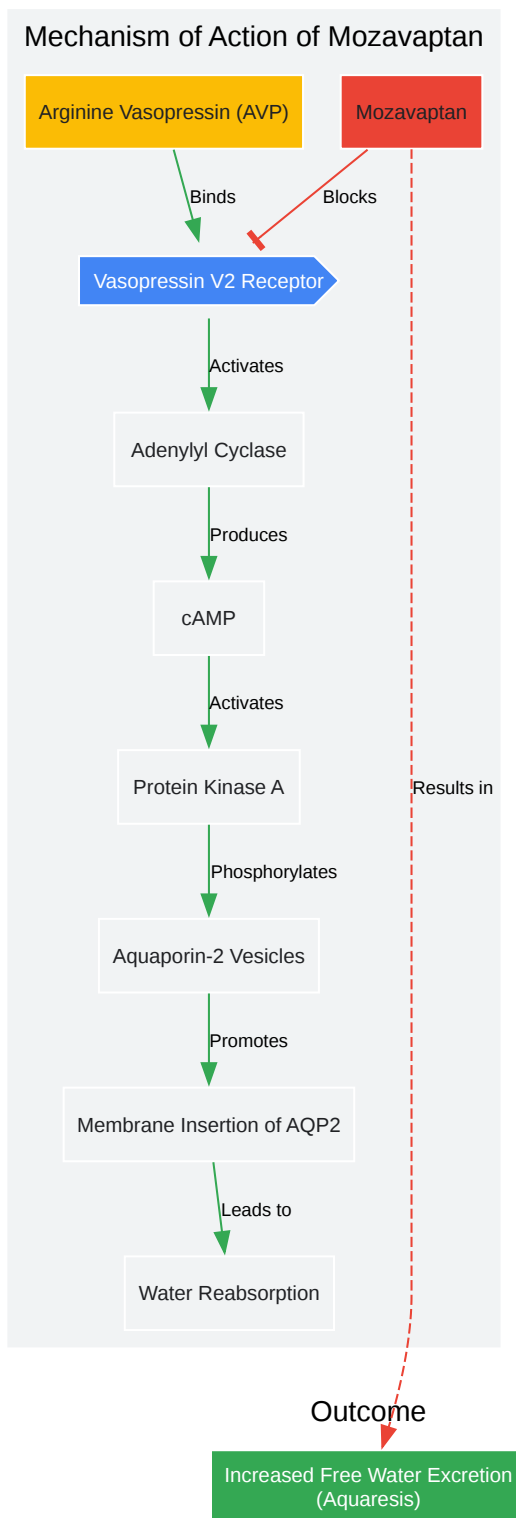 Mechanism of Action of Mozavaptan
Arginine Vasopressin (AVP)
Mozavaptan
Binds
Blocks
Vasopressin V2 Receptor
Activates
Adenylyl Cyclase
Produces
cAMP
Activates
Protein Kinase A
Results in
Phosphorylates
Aquaporin-2 Vesicles
Promotes
Membrane Insertion of AQP2
Leads to
Water Reabsorption
Outcome
Increased Free Water Excretion
(Aquaresis)